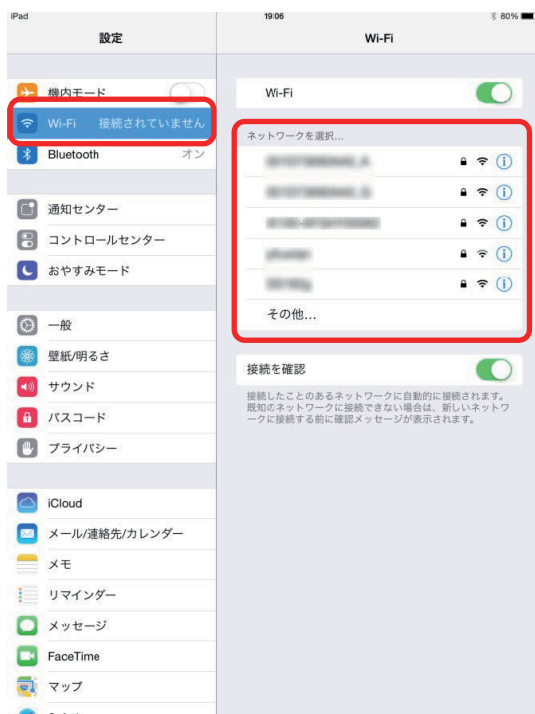 iPad
19:06
80%
設定
Wi-Fi
機内モード
Wi-Fi 接続されていません
Bluetooth オン
通知センター
コントロールセンター
おやすみモード
一般
壁紙/明るさ
サウンド
パスコード
プライバシー
iCloud
メール/連絡先/カレンダー
メモ
リマインダー
メッセージ
FaceTime
マップ
Wi-Fi
ネットワークを選択...
その他...
接続を確認
接続したことのあるネットワークに自動的に接続されます。
既知のネットワークに接続できない場合は、新しいネットワ
ークに接続する前に確認メッセージが表示されます。